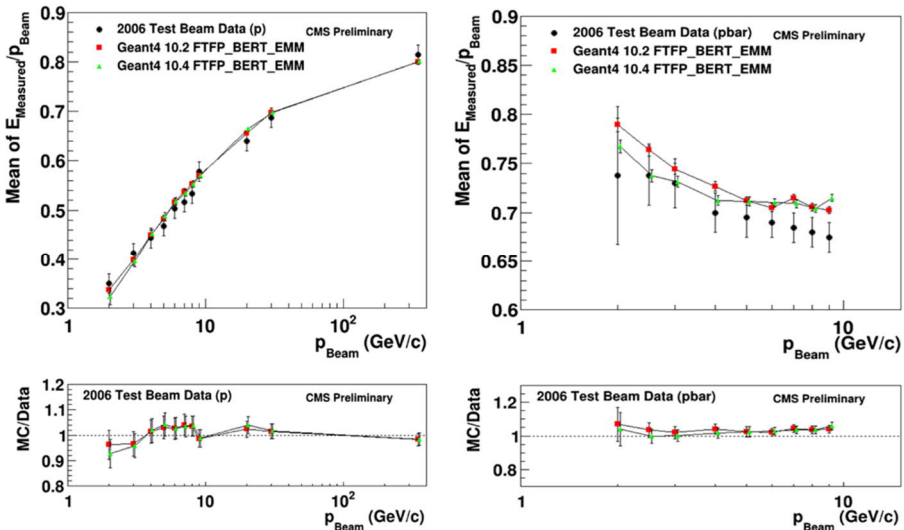 2006 Test Beam Data (p) CMS Preliminary
Geant4 10.2 FTFP_BERT_EMM
Geant4 10.4 FTFP_BERT_EMM
Mean of E_Measured/p_Beam
0.9
0.8
0.7
0.6
0.5
0.4
0.3
1 10 10²
p_Beam (GeV/c)
2006 Test Beam Data (pbar) CMS Preliminary
Geant4 10.2 FTFP_BERT_EMM
Geant4 10.4 FTFP_BERT_EMM
Mean of E_Measured/p_Beam
0.9
0.85
0.8
0.75
0.7
0.65
0.6
1 10
p_Beam (GeV/c)
2006 Test Beam Data (p) CMS Preliminary
MC/Data
1.2
1.1
1
0.9
0.8
1 10 10²
p_Beam (GeV/c)
2006 Test Beam Data (pbar) CMS Preliminary
MC/Data
1.2
1
0.8
1 10
p_Beam (GeV/c)